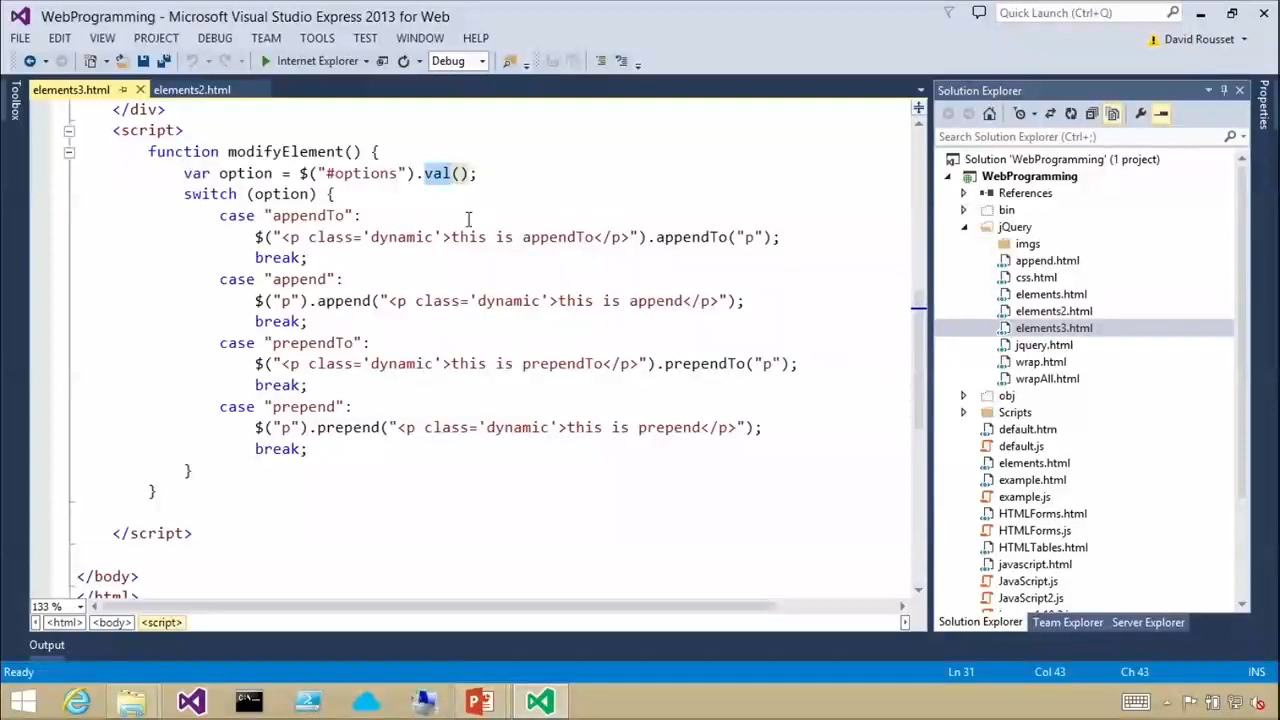 WebProgramming - Microsoft Visual Studio Express 2013 for Web
Quick Launch (Ctrl+Q)
FILE EDIT VIEW PROJECT DEBUG TEAM TOOLS TEST WINDOW HELP
David Rousset
Internet Explorer
Debug
Toolbox
elements3.html
elements2.html
</div>
<script>
function modifyElement() {
var option = $("#options").val();
switch (option) {
case "appendTo":
$("<p class='dynamic'>this is appendTo</p>").appendTo("p");
break;
case "append":
$("p").append("<p class='dynamic'>this is append</p>");
break;
case "prependTo":
$("<p class='dynamic'>this is prependTo</p>").prependTo("p");
break;
case "prepend":
$("p").prepend("<p class='dynamic'>this is prepend</p>");
break;
}
}
</script>
</body>
</html>
133 %
<html> <body> <script>
Solution Explorer
Search Solution Explorer (Ctrl+;)
Solution 'WebProgramming' (1 project)
WebProgramming
References
bin
jQuery
imgs
append.html
css.html
elements.html
elements2.html
elements3.html
jquery.html
wrap.html
wrapAll.html
obj
Scripts
default.htm
default.js
elements.html
example.html
example.js
HTMLForms.html
HTMLForms.js
HTMLTables.html
javascript.html
JavaScript.js
JavaScript2.js
Solution Explorer Team Explorer Server Explorer
Properties
Output
Ready
Ln 31
Col 43
Ch 43
INS